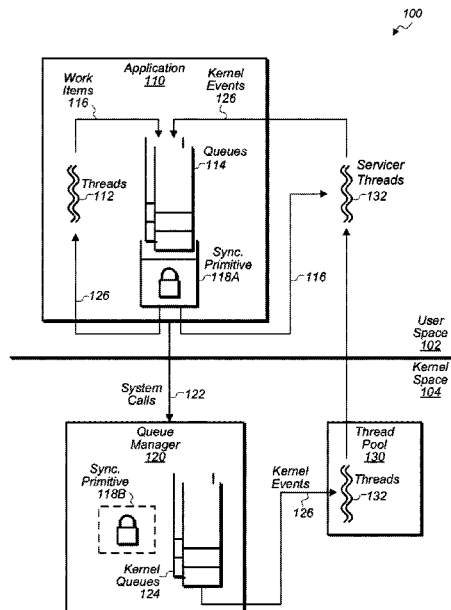 100
Application
110
Work
Items
116
Kernel
Events
126
Queues
114
Threads
112
Servicer
Threads
132
Sync.
Primitive
118A
126
116
User
Space
102
Kernel
Space
104
System
Calls
122
Queue
Manager
120
Sync.
Primitive
118B
Kernel
Queues
124
Kernel
Events
126
Thread
Pool
130
Threads
132